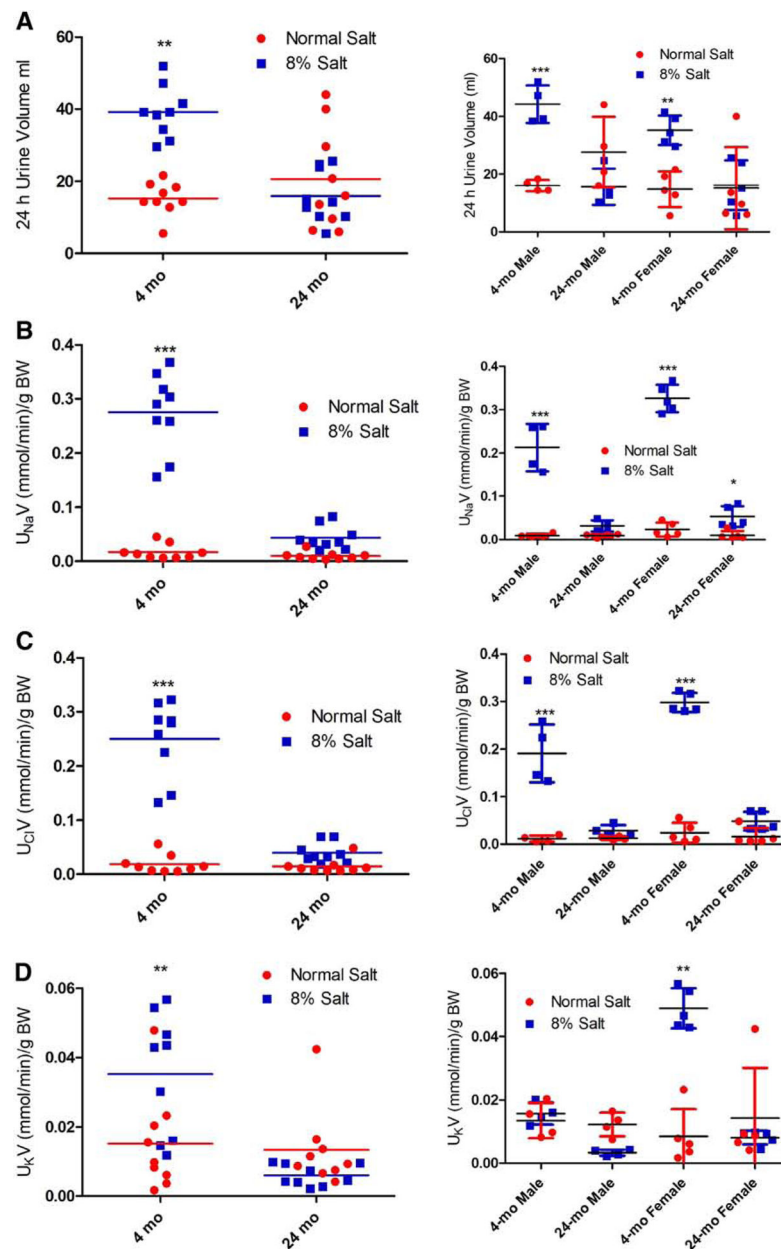 A
Normal Salt
8% Salt
**
24 h Urine Volume ml
60
40
20
0
4 mo
24 mo
Normal Salt
8% Salt
***
**
24 h Urine Volume (ml)
60
40
20
0
4-mo Male
24-mo Male
4-mo Female
24-mo Female
B
***
Normal Salt
8% Salt
UNaV (mmol/min)/g BW
0.4
0.3
0.2
0.1
0.0
4 mo
24 mo
***
***
*
Normal Salt
8% Salt
UNaV (mmol/min)/g BW
0.4
0.3
0.2
0.1
0.0
4-mo Male
24-mo Male
4-mo Female
24-mo Female
C
***
Normal Salt
8% Salt
UClV (mmol/min)/g BW
0.4
0.3
0.2
0.1
0.0
4 mo
24 mo
Normal Salt
8% Salt
***
***
UClV (mmol/min)/g BW
0.4
0.3
0.2
0.1
0.0
4-mo Male
24-mo Male
4-mo Female
24-mo Female
D
**
Normal Salt
8% Salt
UKV (mmol/min)/g BW
0.06
0.04
0.02
0.00
4 mo
24 mo
**
Normal Salt
8% Salt
UKV (mmol/min)/g BW
0.06
0.04
0.02
0.00
4-mo Male
24-mo Male
4-mo Female
24-mo Female